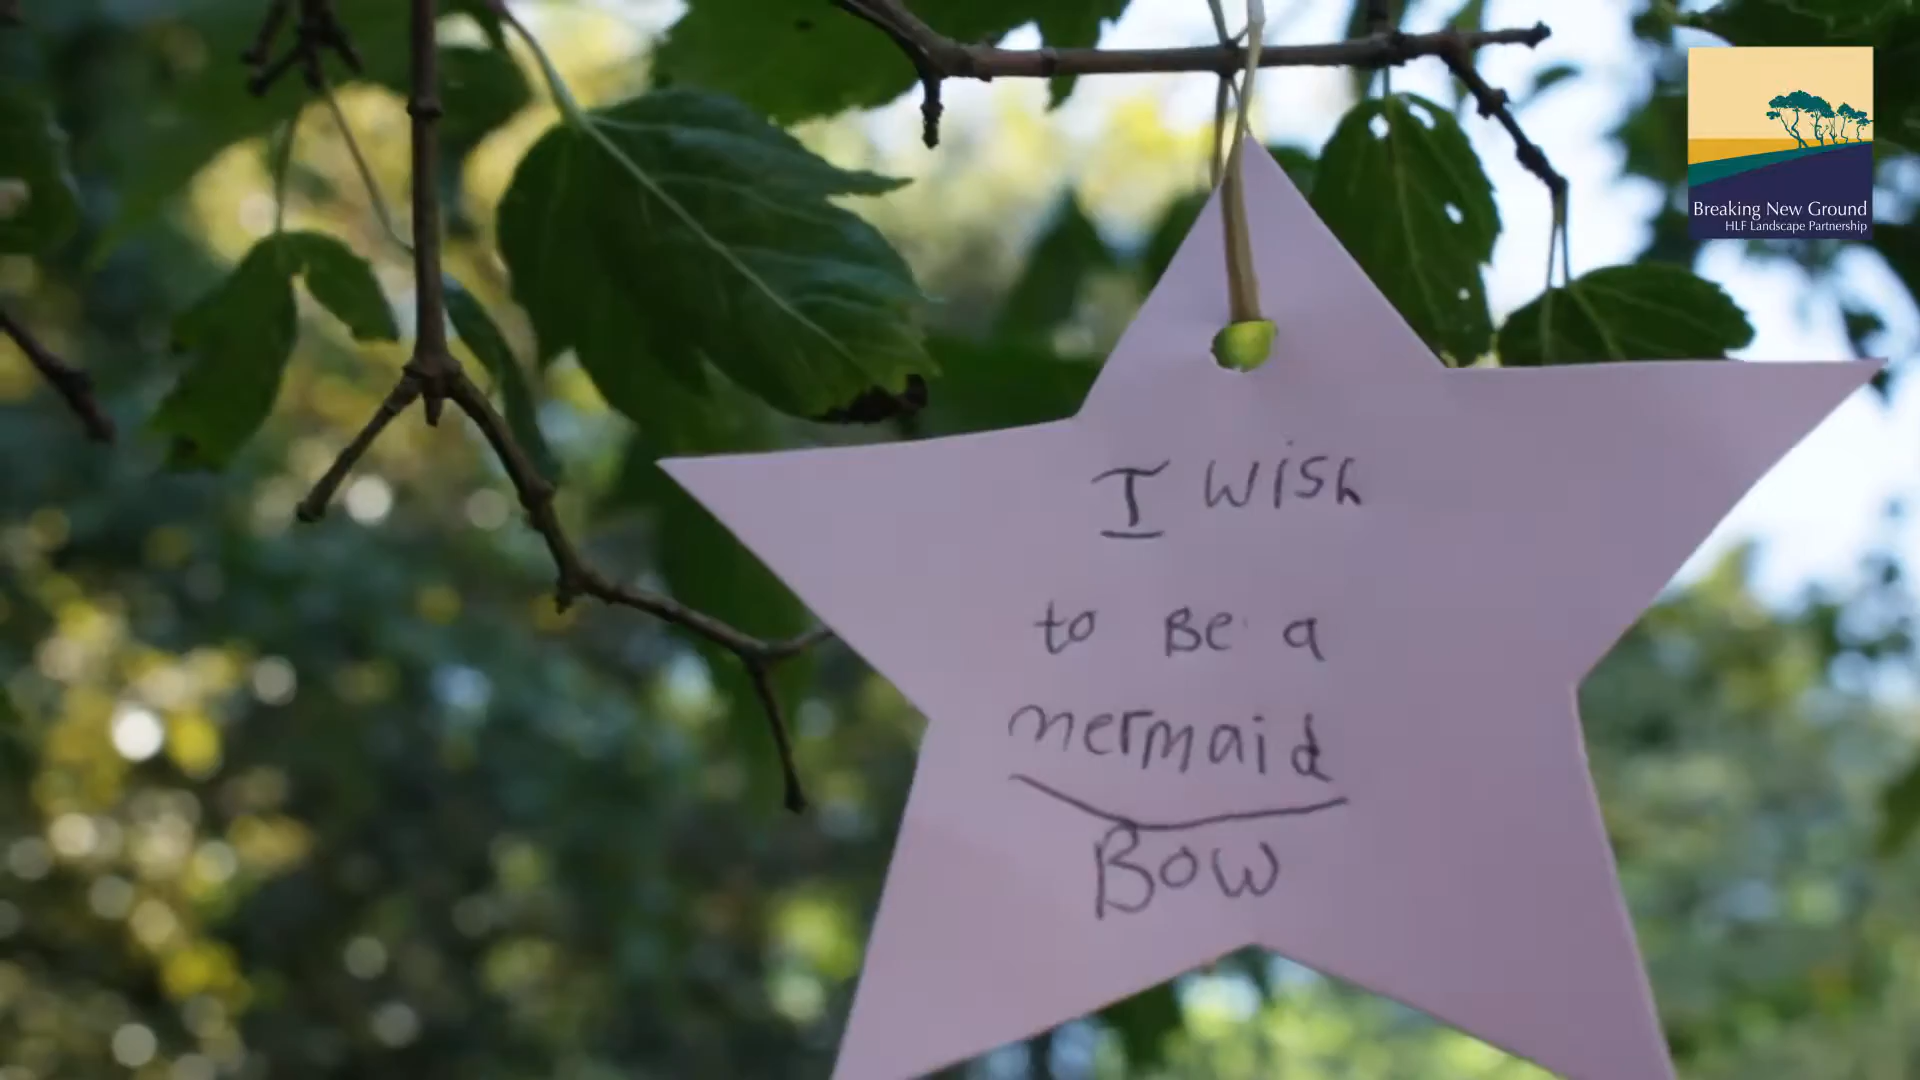 Breaking New Ground
HLF Landscape Partnership
I wish
to Be a
mermaid
Bow